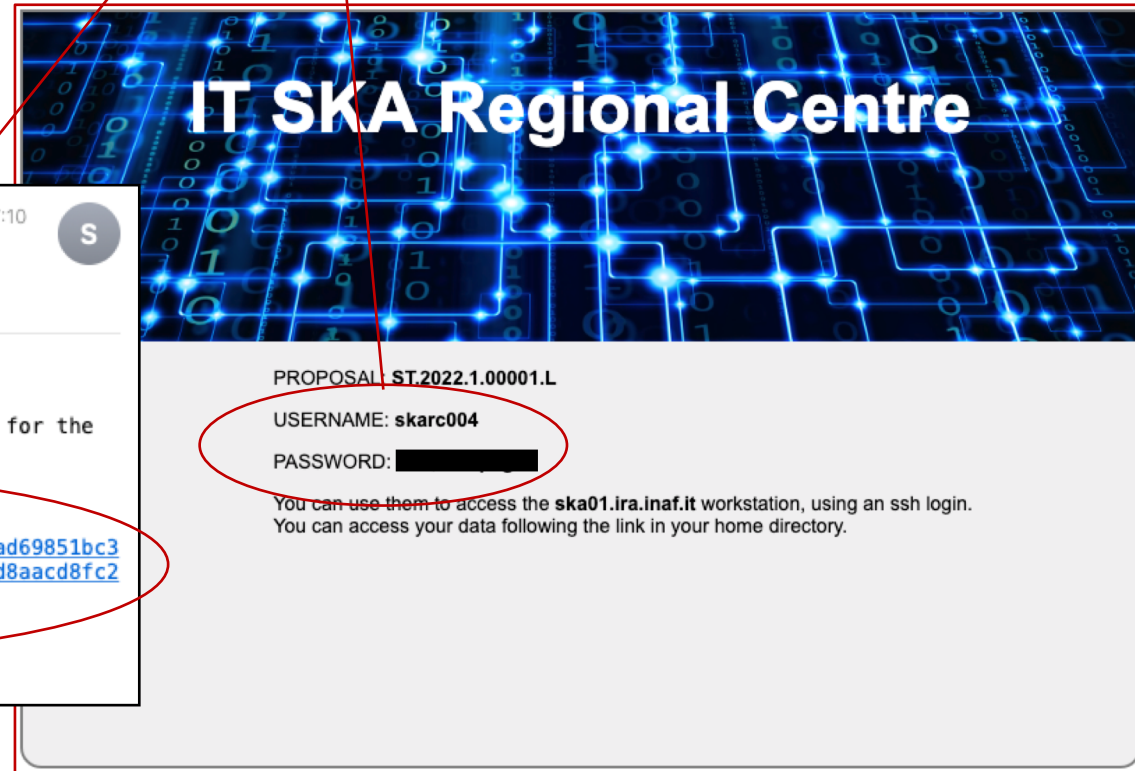 IT SKA Regional Centre
:10
S
for the
ad69851bc3
d8aacd8fc2
PROPOSAL: ST.2022.1.00001.L
USERNAME: skarc004
PASSWORD:
You can use them to access the ska01.ira.inaf.it workstation, using an ssh login.
You can access your data following the link in your home directory.